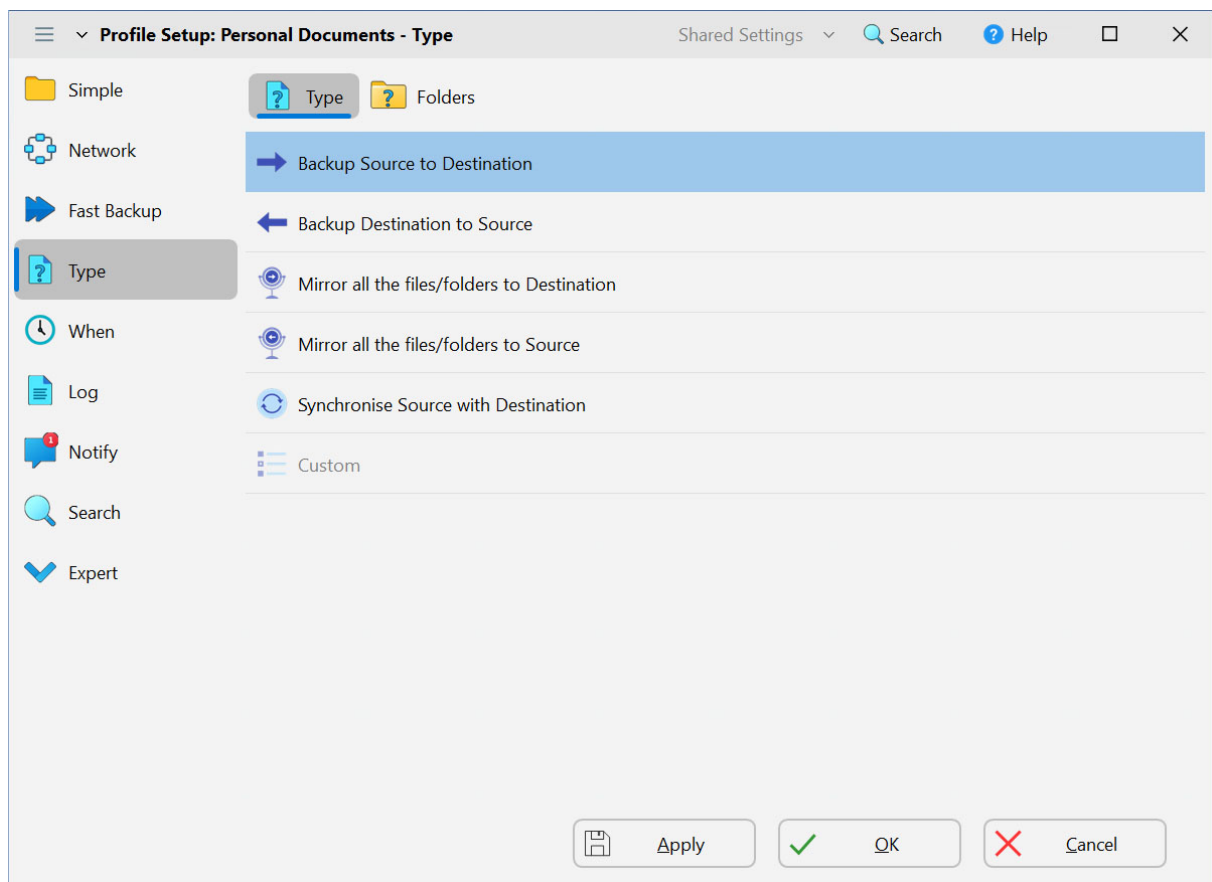 Profile Setup: Personal Documents - Type
Shared Settings
Search
Help
Simple
Network
Fast Backup
Type
When
Log
1
Notify
Search
Expert
Type
Folders
Backup Source to Destination
Backup Destination to Source
Mirror all the files/folders to Destination
Mirror all the files/folders to Source
Synchronise Source with Destination
Custom
Apply
OK
Cancel